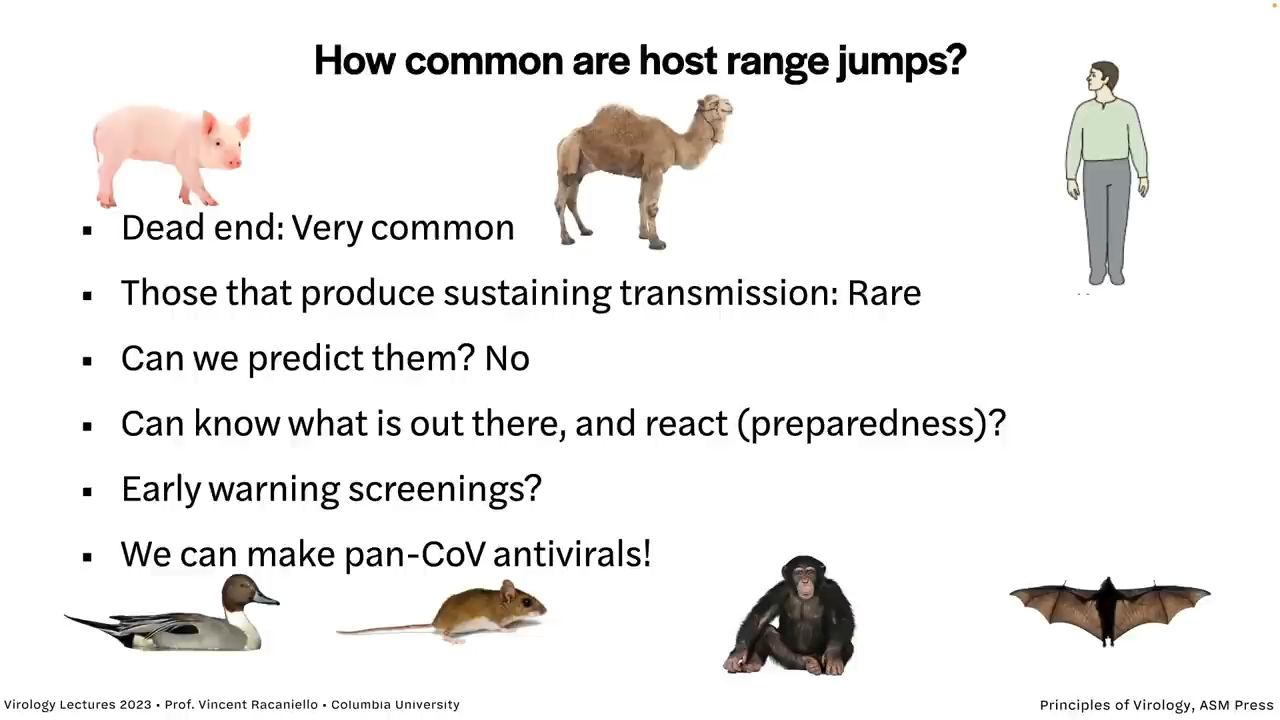 How common are host range jumps?
▪ Dead end: Very common
▪ Those that produce sustaining transmission: Rare
▪ Can we predict them? No
▪ Can know what is out there, and react (preparedness)?
▪ Early warning screenings?
▪ We can make pan-CoV antivirals!
Virology Lectures 2023 • Prof. Vincent Racaniello • Columbia University
Principles of Virology, ASM Press